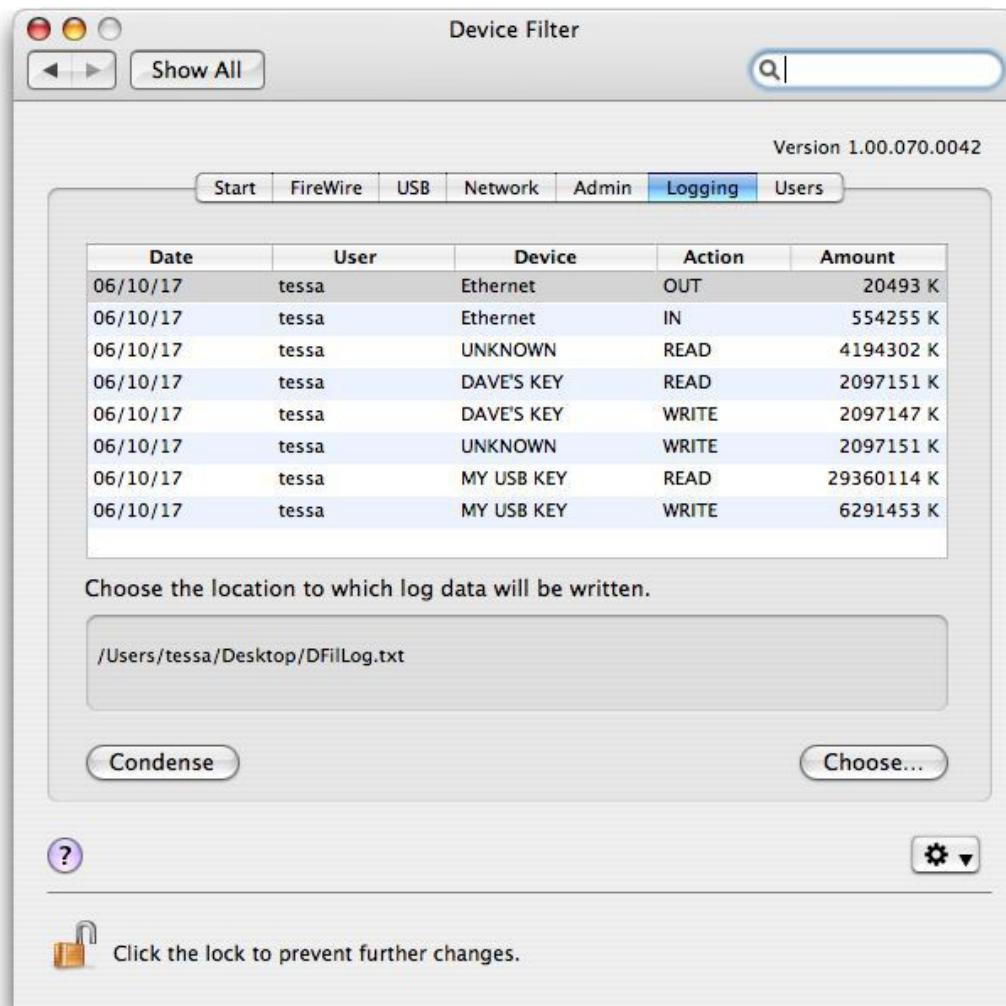 Device Filter
Show All
Version 1.00.070.0042
Start FireWire USB Network Admin Logging Users
Date User Device Action Amount
06/10/17 tessa Ethernet OUT 20493 K
06/10/17 tessa Ethernet IN 554255 K
06/10/17 tessa UNKNOWN READ 4194302 K
06/10/17 tessa DAVE'S KEY READ 2097151 K
06/10/17 tessa DAVE'S KEY WRITE 2097147 K
06/10/17 tessa UNKNOWN WRITE 2097151 K
06/10/17 tessa MY USB KEY READ 29360114 K
06/10/17 tessa MY USB KEY WRITE 6291453 K
Choose the location to which log data will be written.
/Users/tessa/Desktop/DFilLog.txt
Condense Choose...
?
Click the lock to prevent further changes.